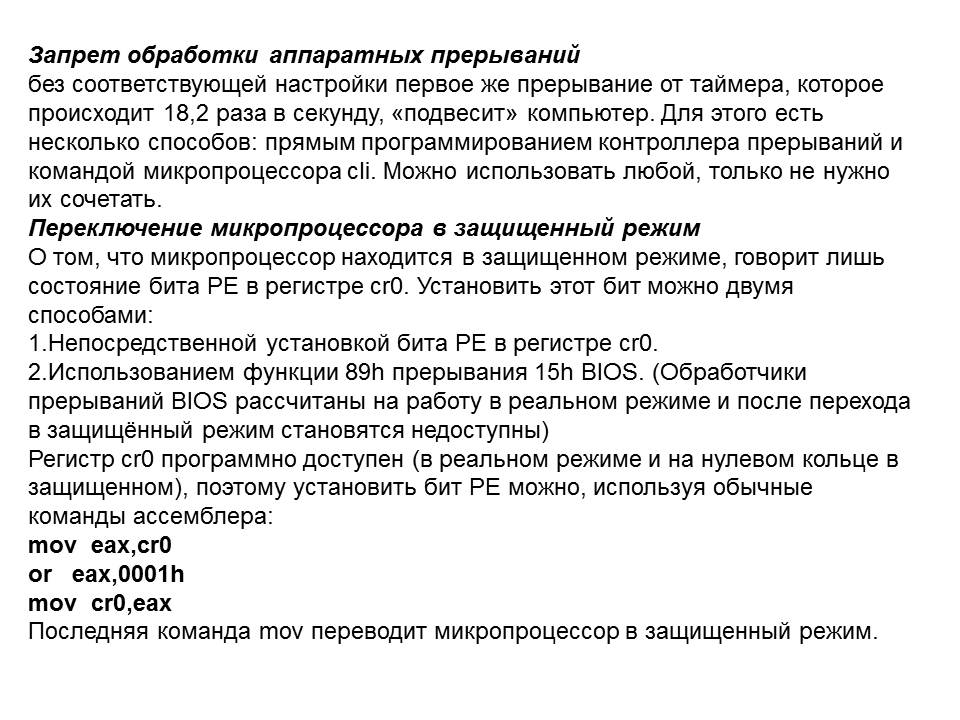 Запрет обработки аппаратных прерываний
без соответствующей настройки первое же прерывание от таймера, которое
происходит 18,2 раза в секунду, «подвесит» компьютер. Для этого есть
несколько способов: прямым программированием контроллера прерываний и
командой микропроцессора cli. Можно использовать любой, только не нужно
их сочетать.
Переключение микропроцессора в защищенный режим
О том, что микропроцессор находится в защищенном режиме, говорит лишь
состояние бита PE в регистре cr0. Установить этот бит можно двумя
способами:
1.Непосредственной установкой бита PE в регистре cr0.
2.Использованием функции 89h прерывания 15h BIOS. (Обработчики
прерываний BIOS рассчитаны на работу в реальном режиме и после перехода
в защищённый режим становятся недоступны)
Регистр cr0 программно доступен (в реальном режиме и на нулевом кольце в
защищенном), поэтому установить бит PE можно, используя обычные
команды ассемблера:
mov eax,cr0
or eax,0001h
mov cr0,eax
Последняя команда mov переводит микропроцессор в защищенный режим.